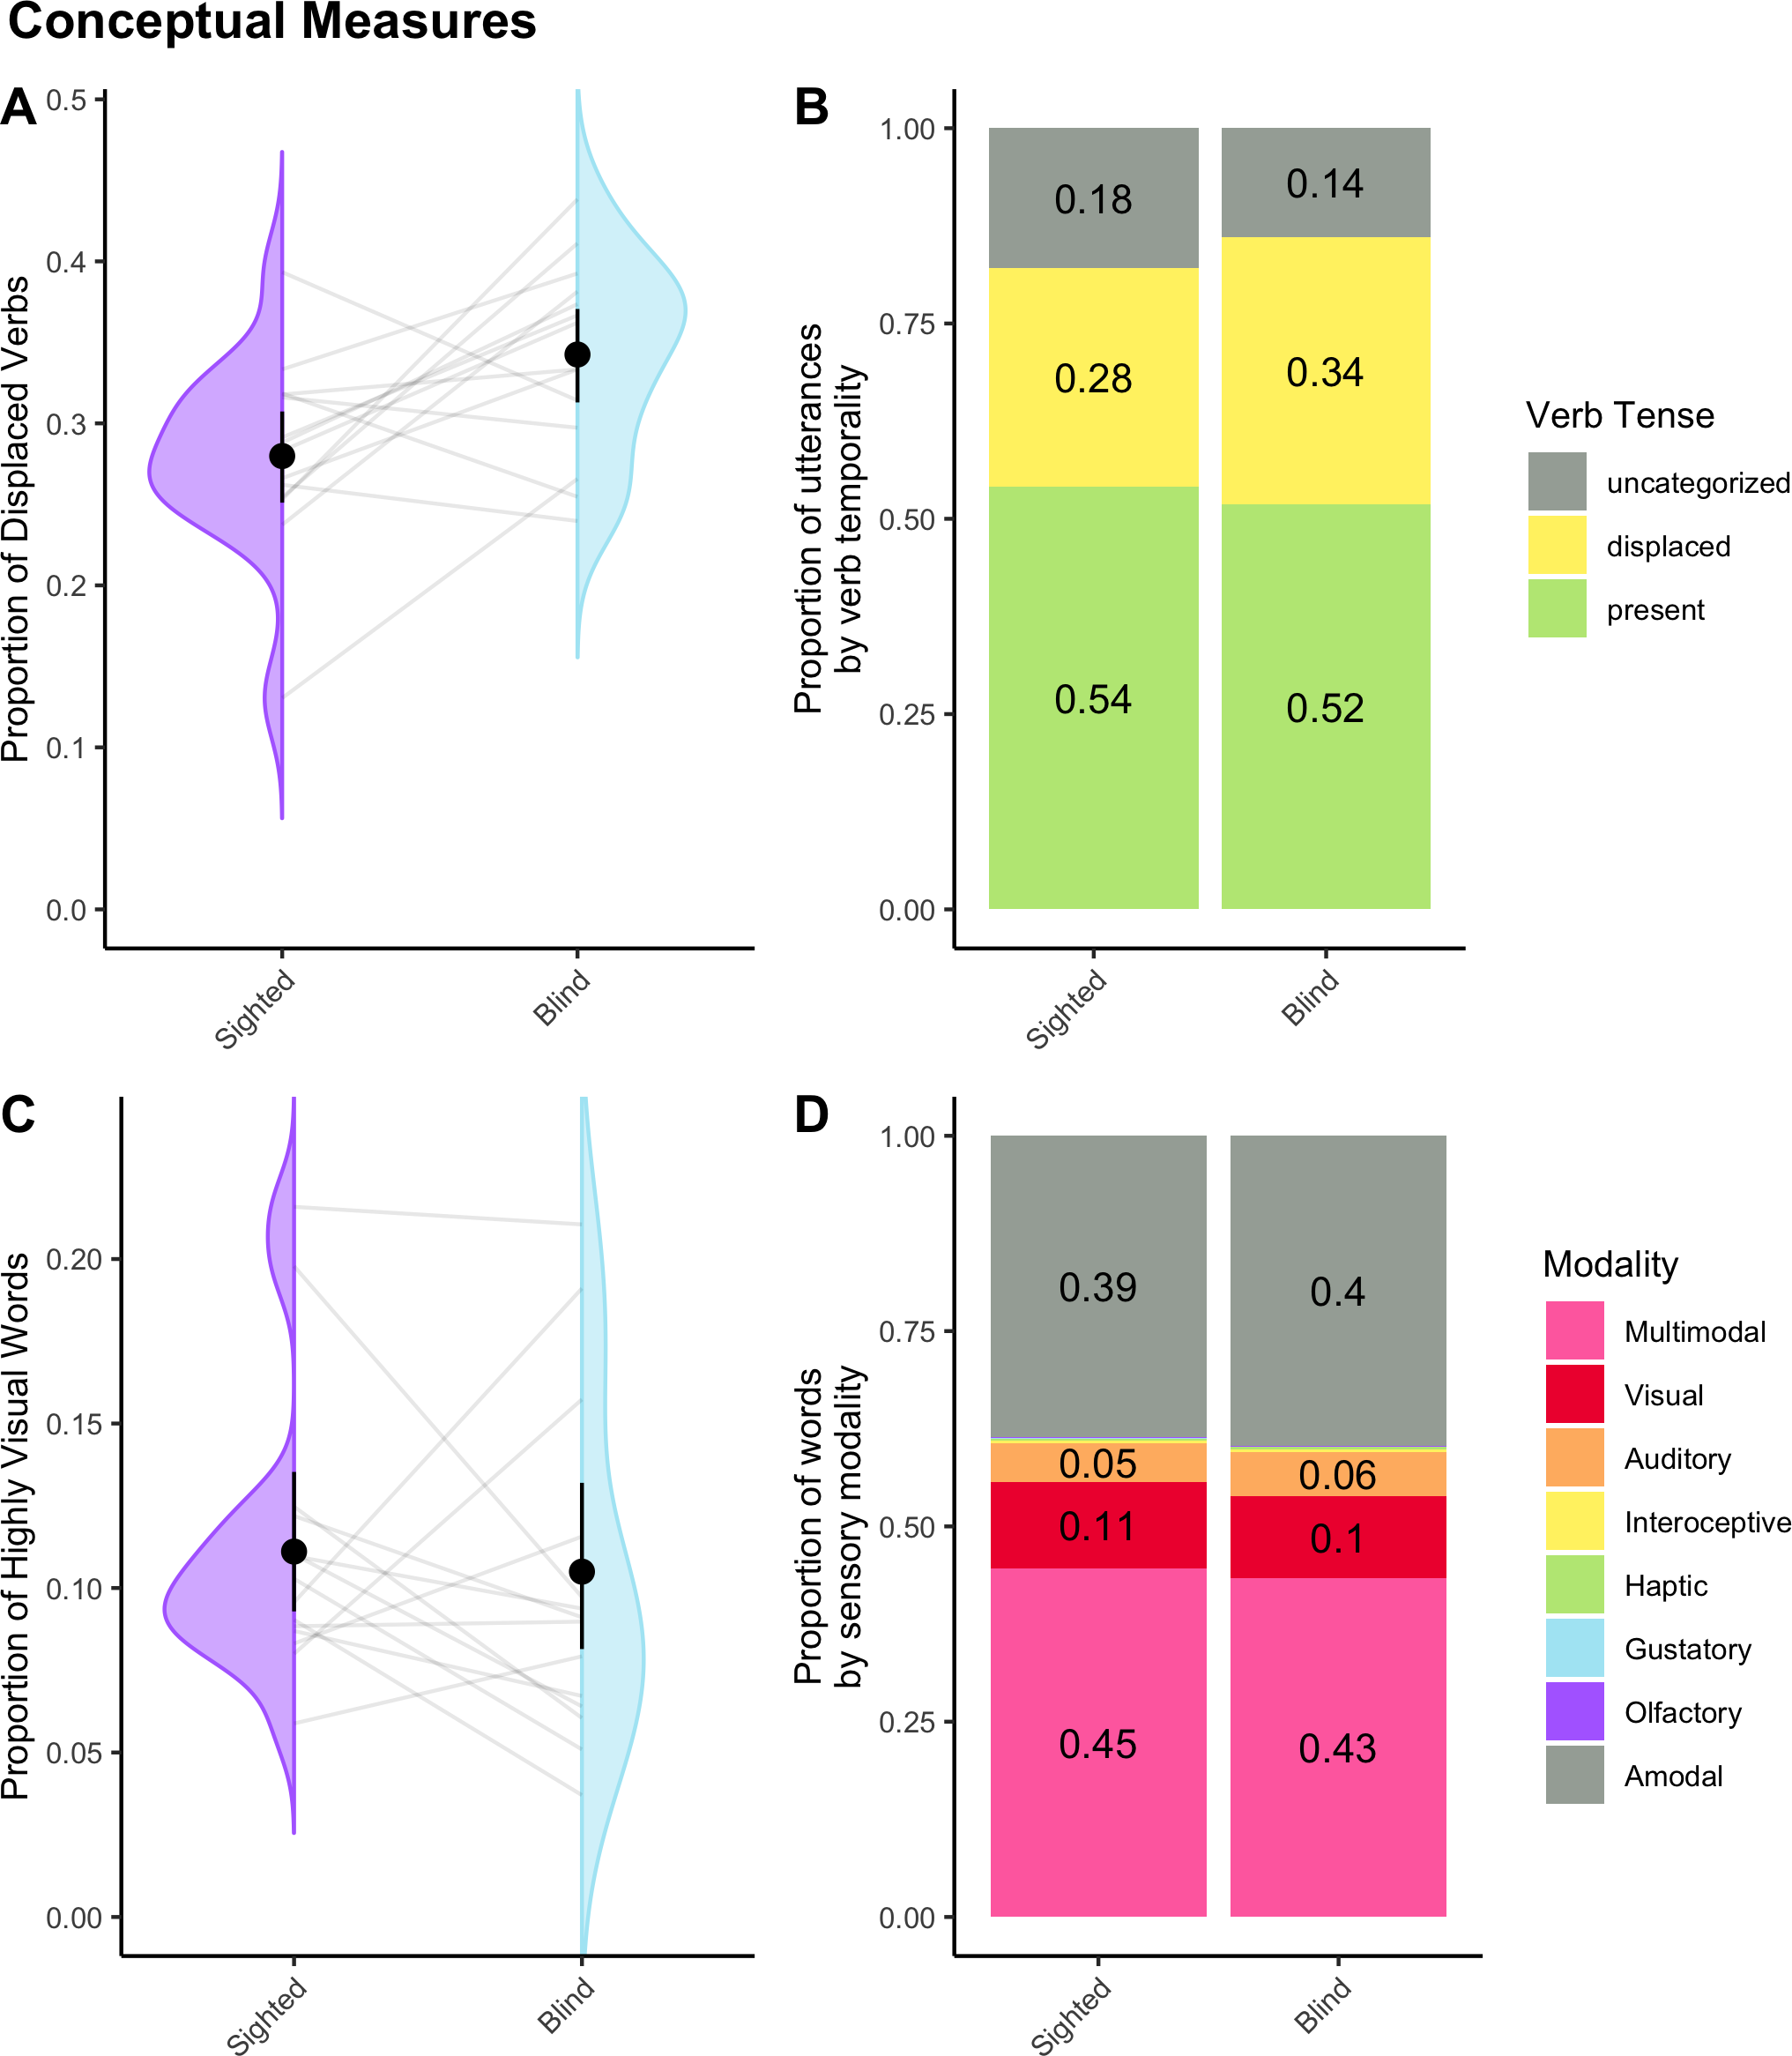 Conceptual Measures
A
Proportion of Displaced Verbs
0.5
0.4
0.3
0.2
0.1
0.0
Sighted
Blind
B
Proportion of utterances
by verb temporality
1.00
0.75
0.50
0.25
0.00
0.18
0.28
0.54
0.14
0.34
0.52
Sighted
Blind
Verb Tense
uncategorized
displaced
present
C
Proportion of Highly Visual Words
0.20
0.15
0.10
0.05
0.00
Sighted
Blind
D
Proportion of words
by sensory modality
1.00
0.75
0.50
0.25
0.00
0.39
0.05
0.11
0.45
0.4
0.06
0.1
0.43
Sighted
Blind
Modality
Multimodal
Visual
Auditory
Interoceptive
Haptic
Gustatory
Olfactory
Amodal